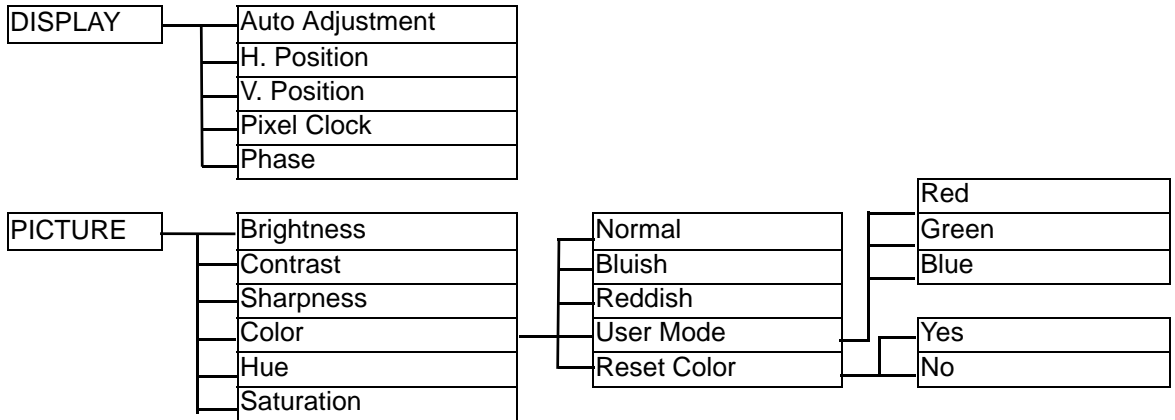 DISPLAY
Auto Adjustment
H. Position
V. Position
Pixel Clock
Phase
PICTURE
Brightness
Contrast
Sharpness
Color
Hue
Saturation
Normal
Bluish
Reddish
User Mode
Reset Color
Red
Green
Blue
Yes
No